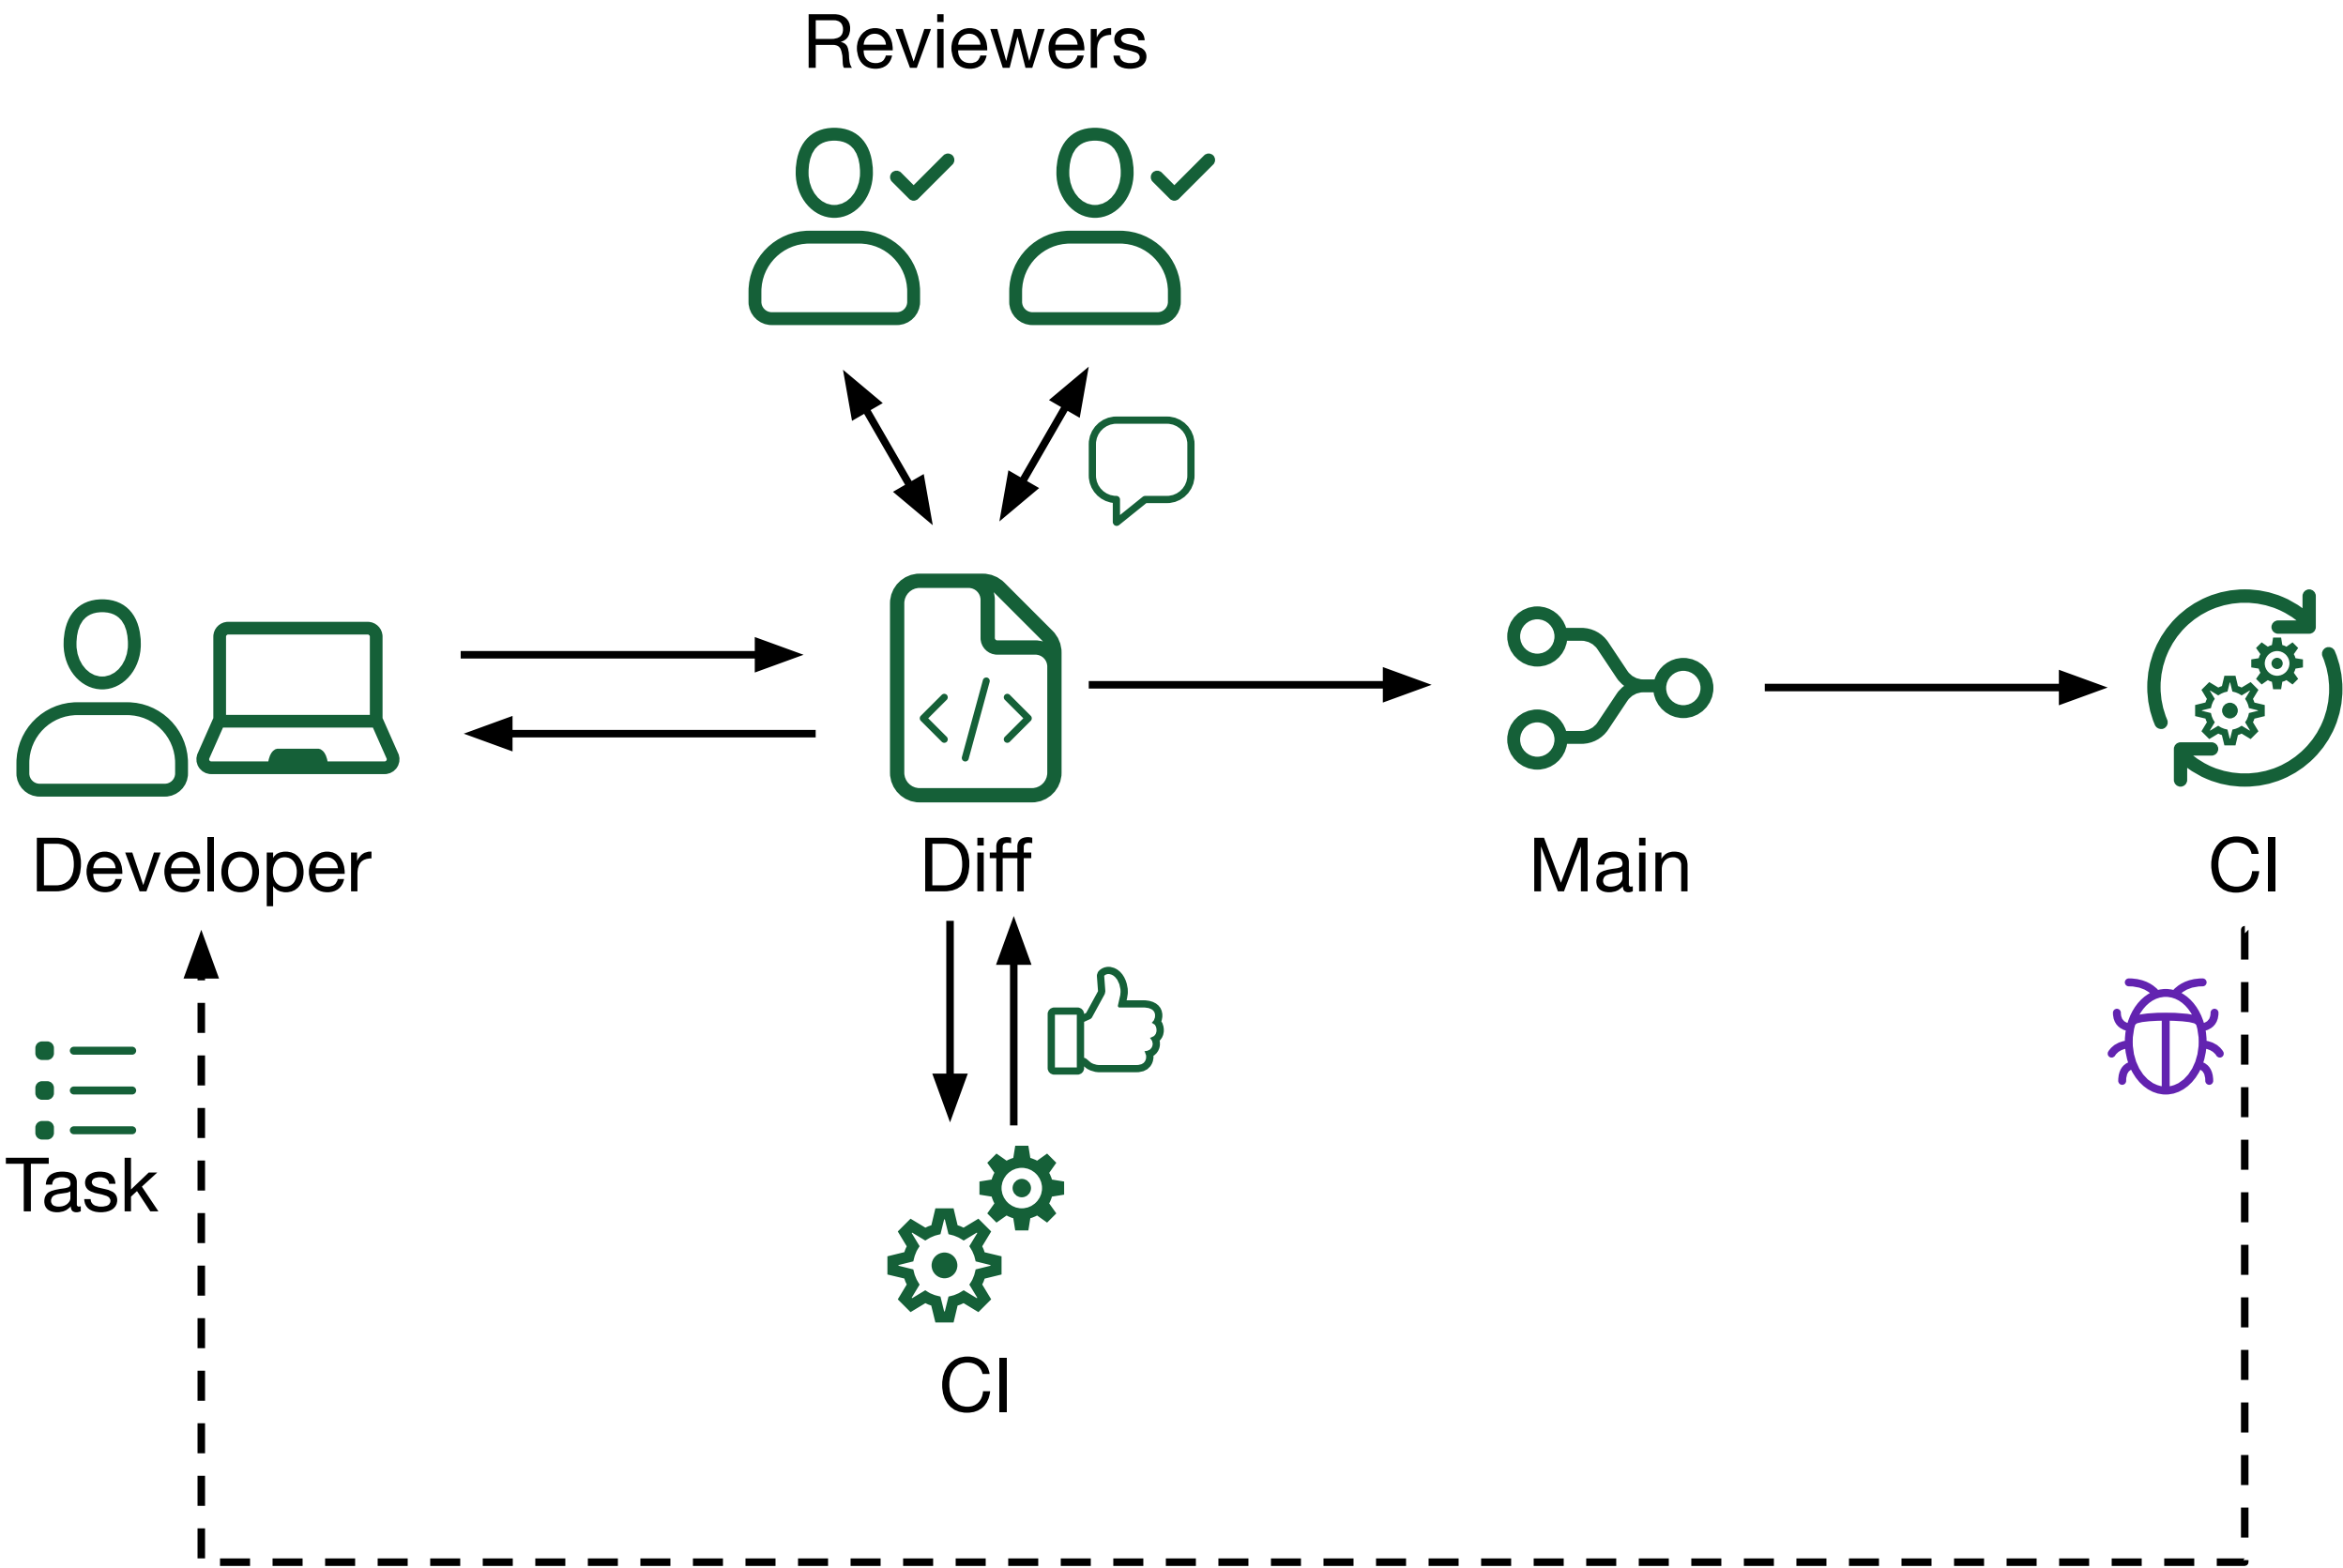 Reviewers
Developer
Diff
Main
CI
Task
CI